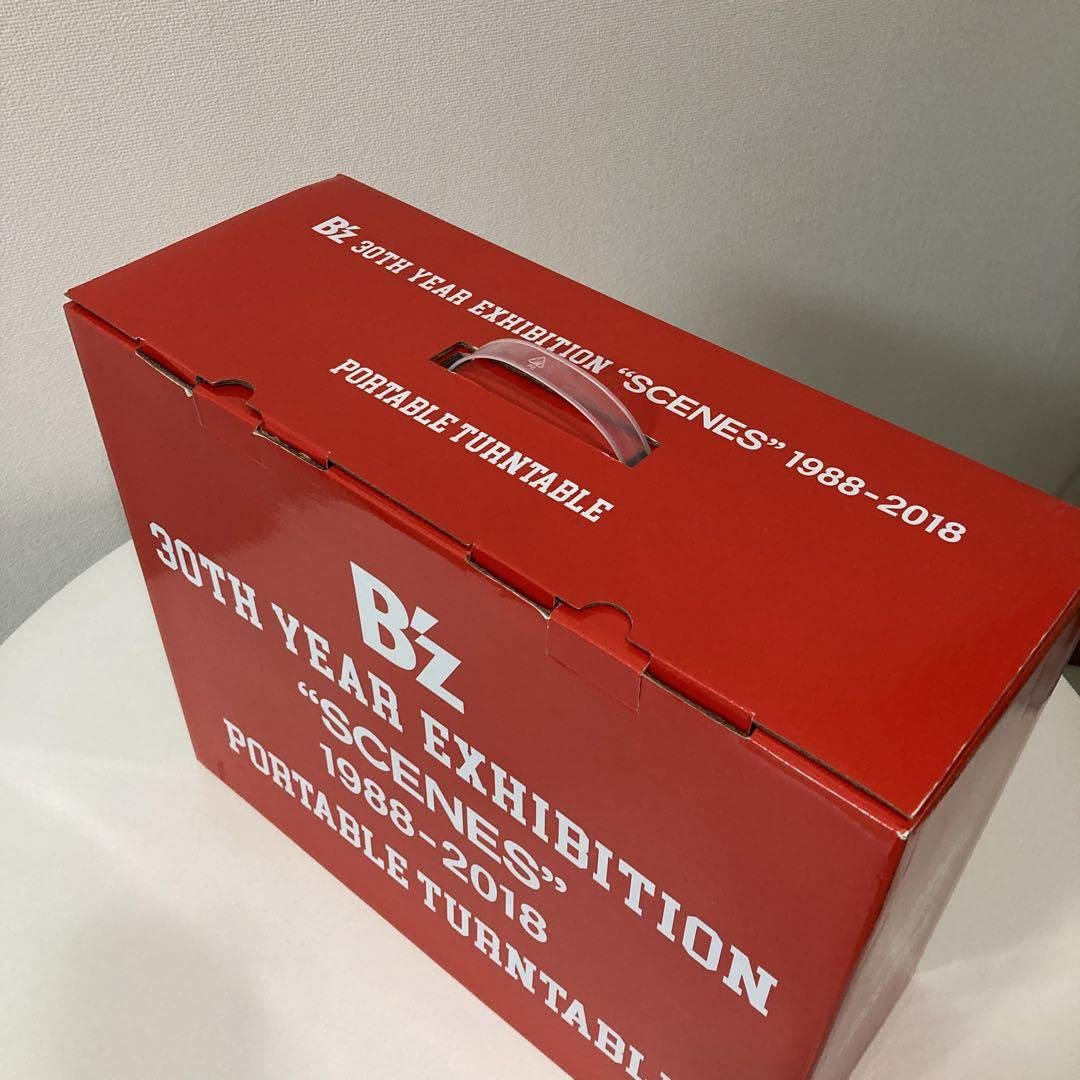 B'z 30TH YEAR EXHIBITION “SCENES” 1988-2018
PORTABLE TURNTABLE
B'z
30TH YEAR EXHIBITION
“SCENES”
1988-2018
PORTABLE TURNTABLE